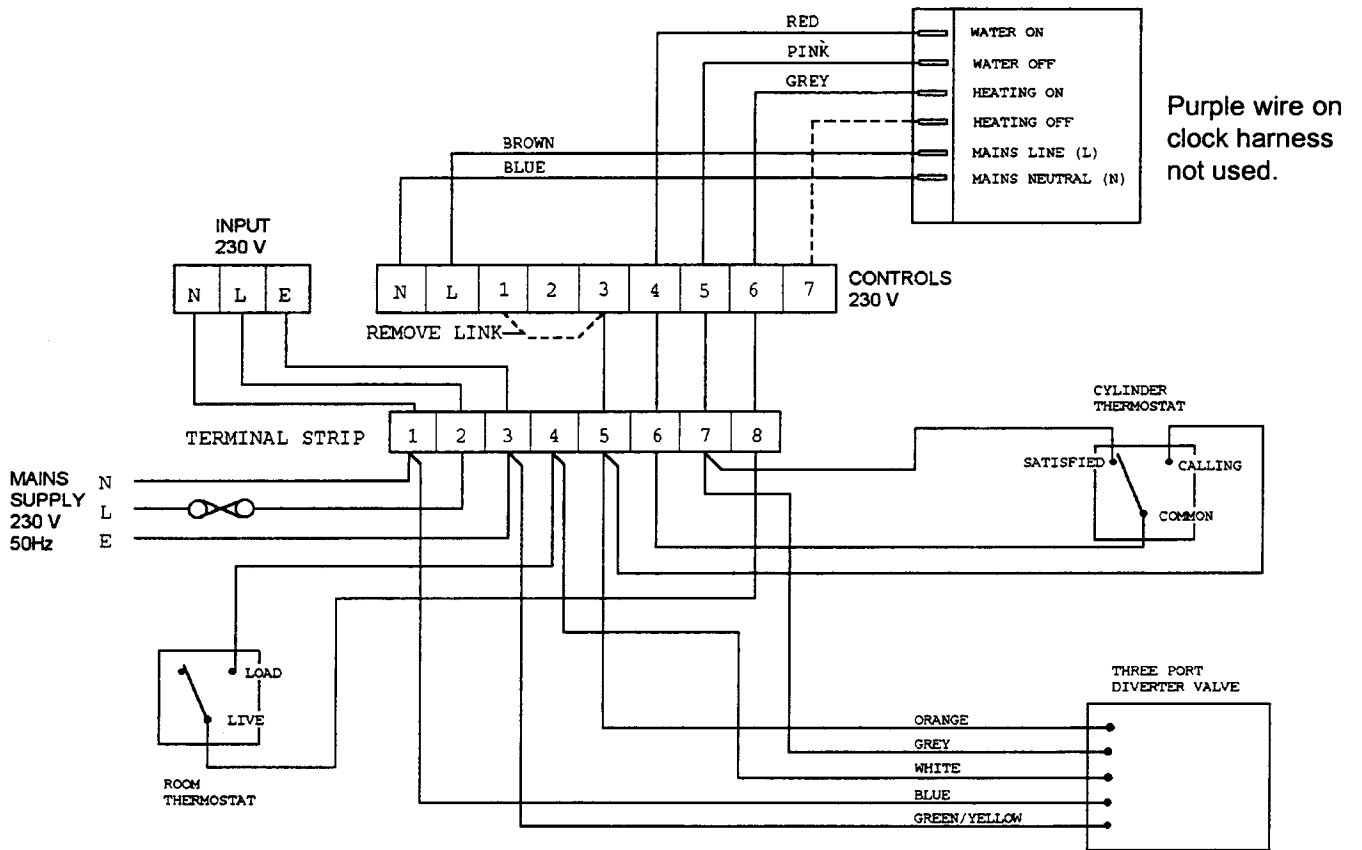 RED
WATER ON
PINK
WATER OFF
GREY
HEATING ON
HEATING OFF
BROWN
MAINS LINE (L)
BLUE
MAINS NEUTRAL (N)
Purple wire on
clock harness
not used.
INPUT
230 V
N L E
N L 1 2 3 4 5 6 7
CONTROLS
230 V
REMOVE LINK
TERMINAL STRIP
1 2 3 4 5 6 7 8
CYLINDER
THERMOSTAT
SATISFIED
CALLING
COMMON
MAINS
SUPPLY
230 V
50Hz
N
L
E
LOAD
LIVE
ROOM
THERMOSTAT
THREE PORT
DIVERTER VALVE
ORANGE
GREY
WHITE
BLUE
GREEN/YELLOW